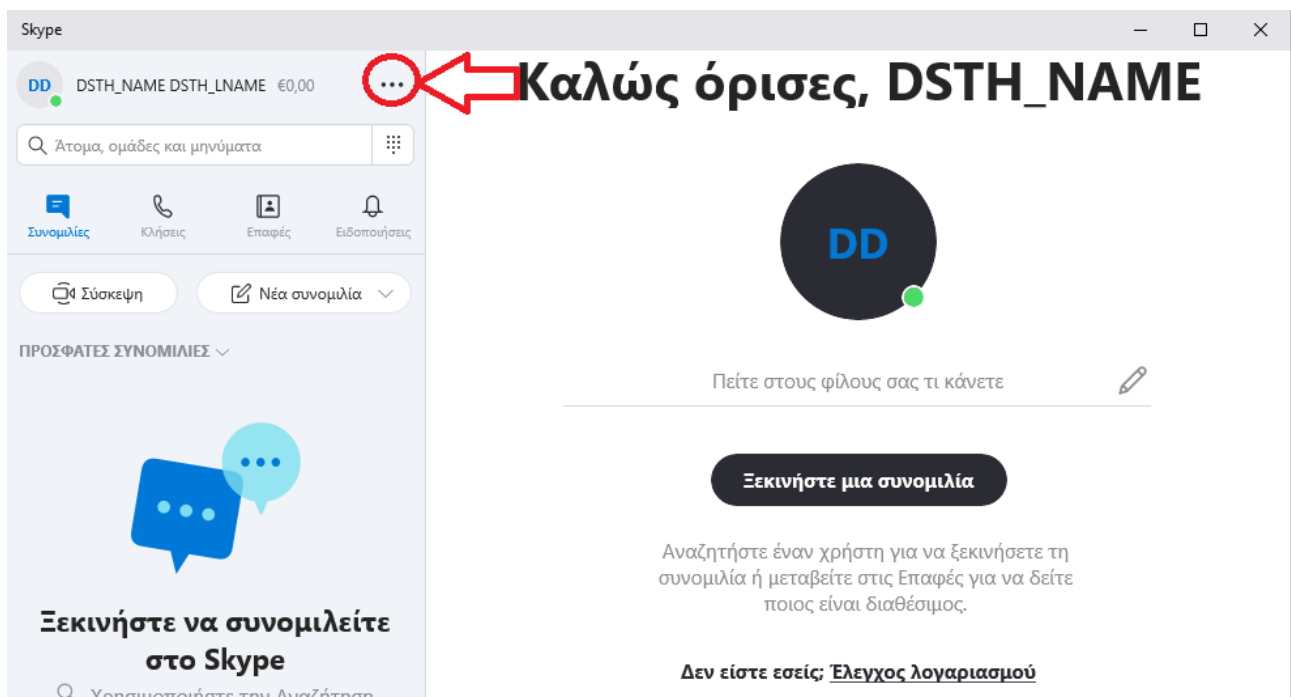 Skype
DD DSTH_NAME DSTH_LNAME €0,00
Άτομα, ομάδες και μηνύματα
Συνομιλίες Κλήσεις Επαφές Ειδοποιήσεις
Σύσκεψη Νέα συνομιλία
ΠΡΟΣΦΑΤΕΣ ΣΥΝΟΜΙΛΙΕΣ
Ξεκινήστε να συνομιλείτε
στο Skype
Χρησιμοποιήστε την Αναζήτηση
Καλώς όρισες, DSTH_NAME
DD
Πείτε στους φίλους σας τι κάνετε
Ξεκινήστε μια συνομιλία
Αναζητήστε έναν χρήστη για να ξεκινήσετε τη
συνομιλία ή μεταβείτε στις Επαφές για να δείτε
ποιος είναι διαθέσιμος.
Δεν είστε εσείς; Έλεγχος λογαριασμού